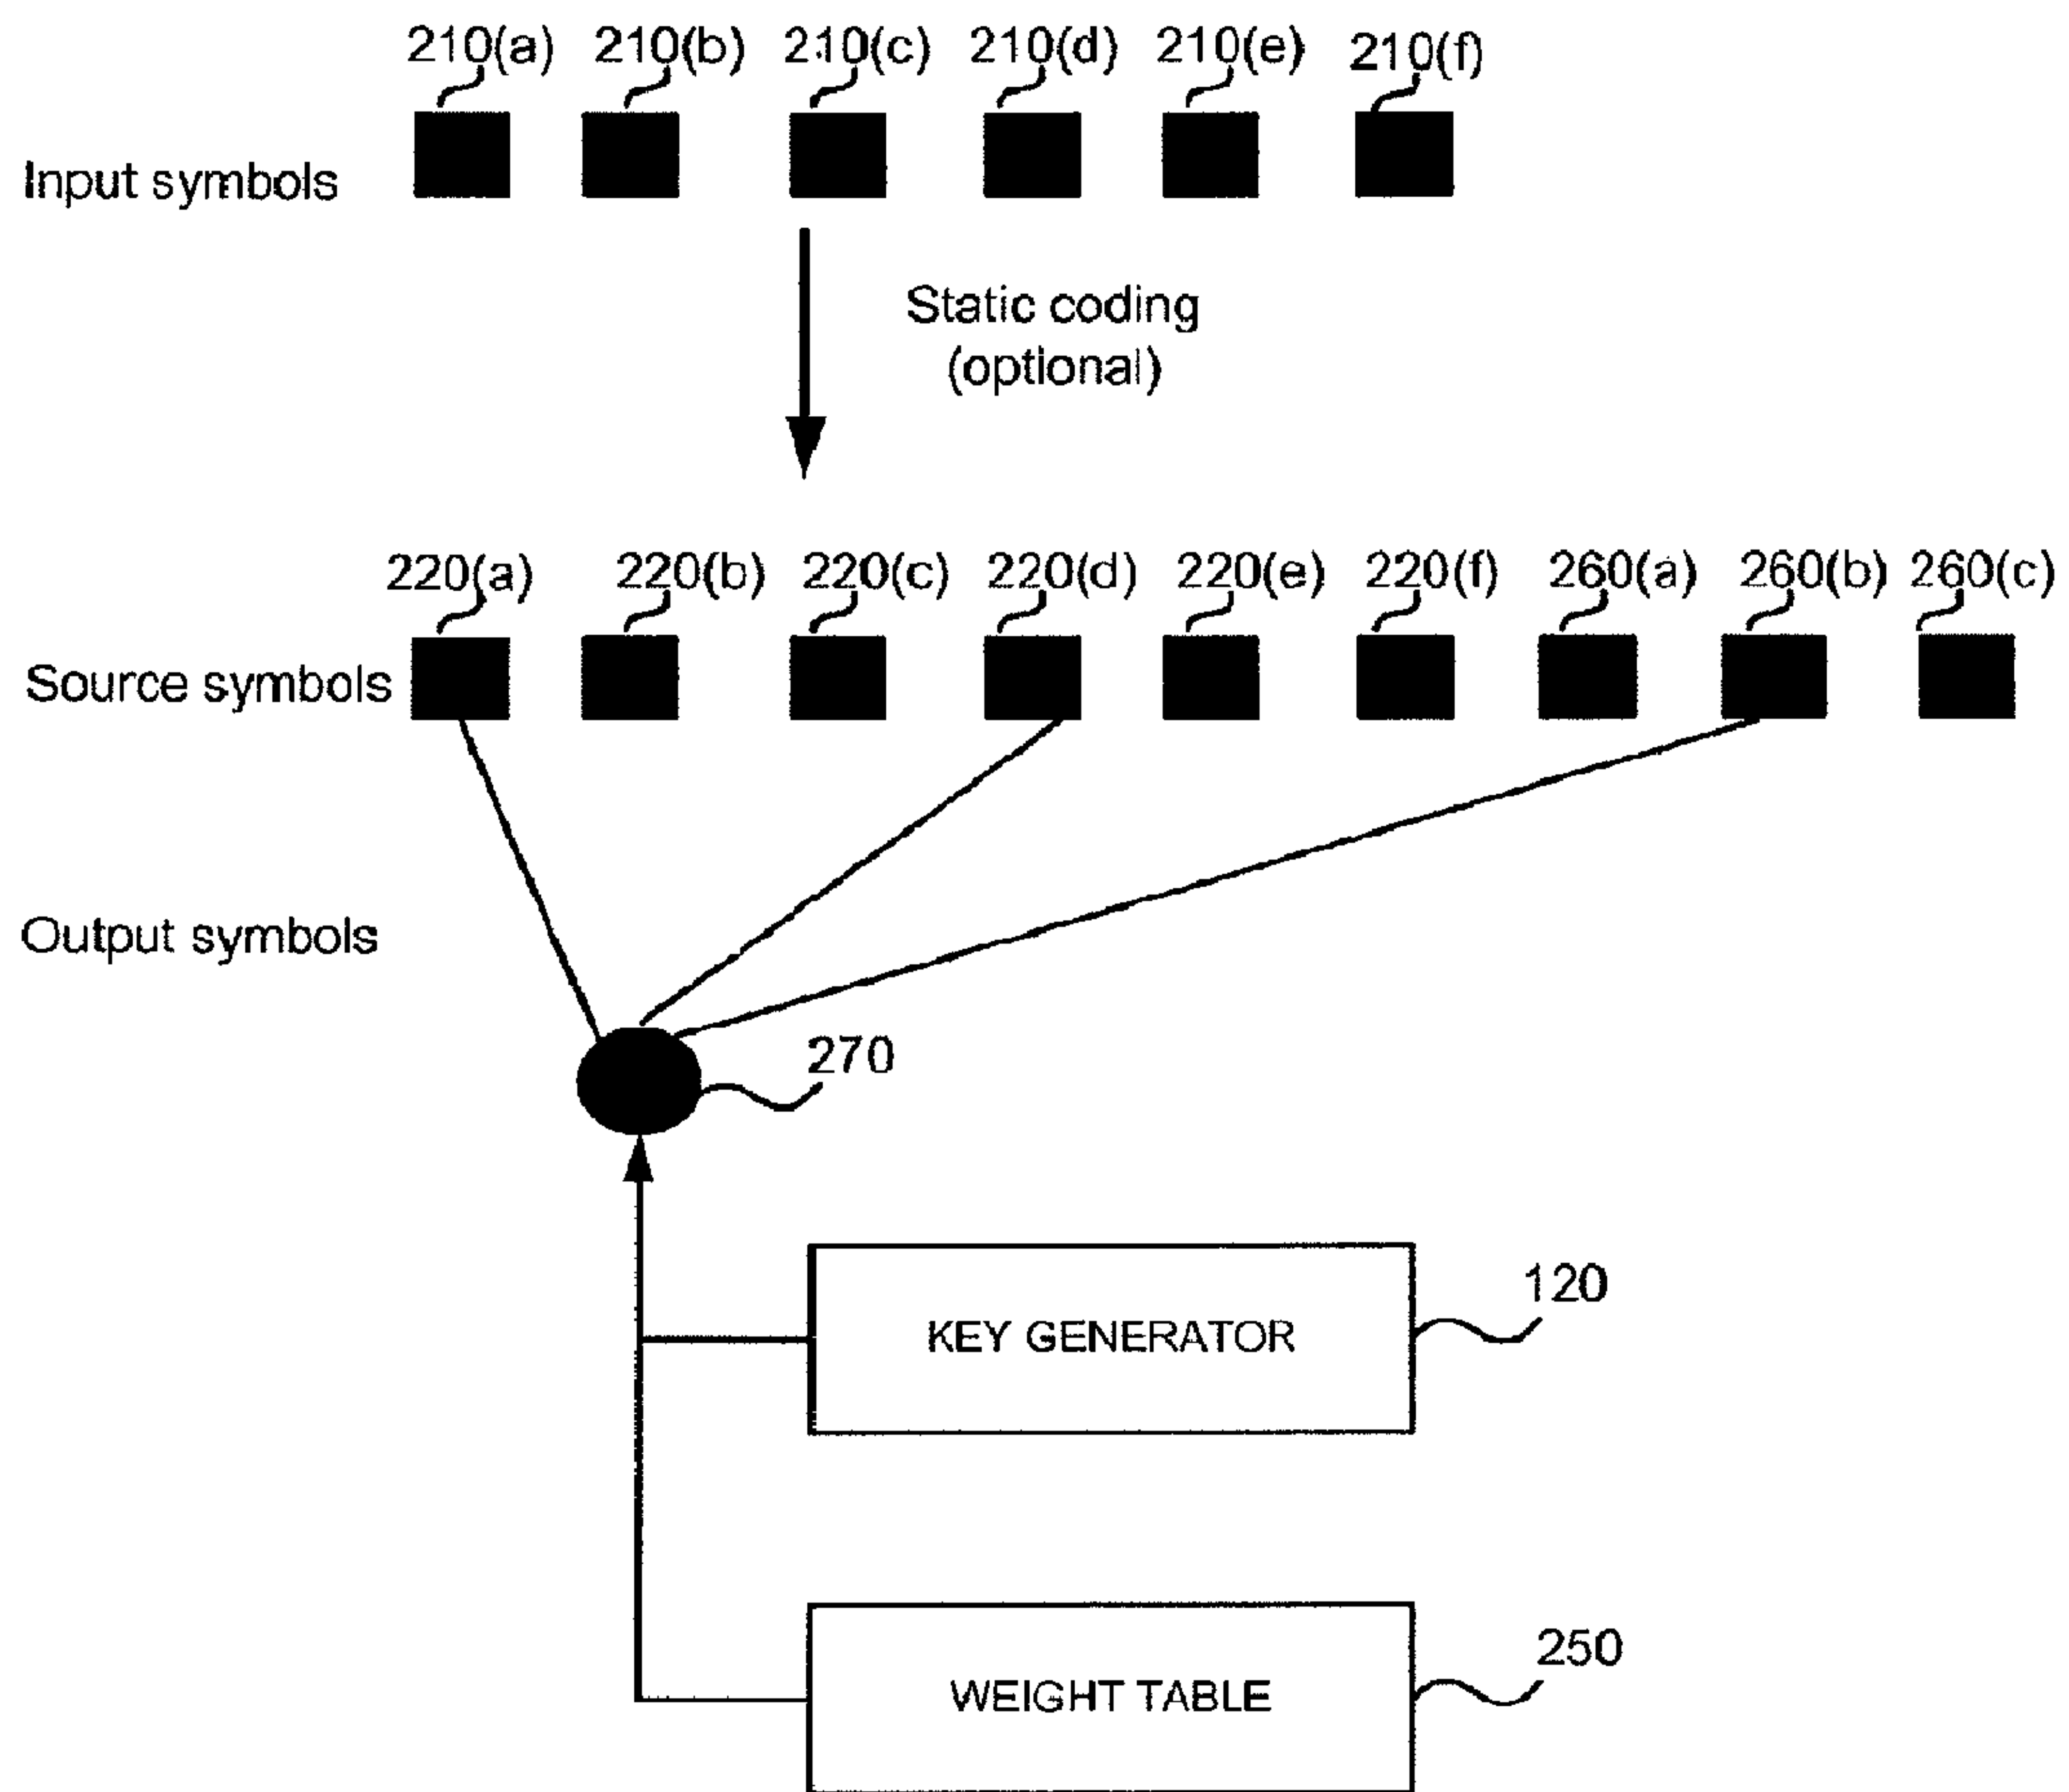 210(a) 210(b) 210(c) 210(d) 210(e) 210(f)
Input symbols
Static coding
(optional)
220(a) 220(b) 220(c) 220(d) 220(e) 220(f) 260(a) 260(b) 260(c)
Source symbols
Output symbols
270
KEY GENERATOR
120
WEIGHT TABLE
250